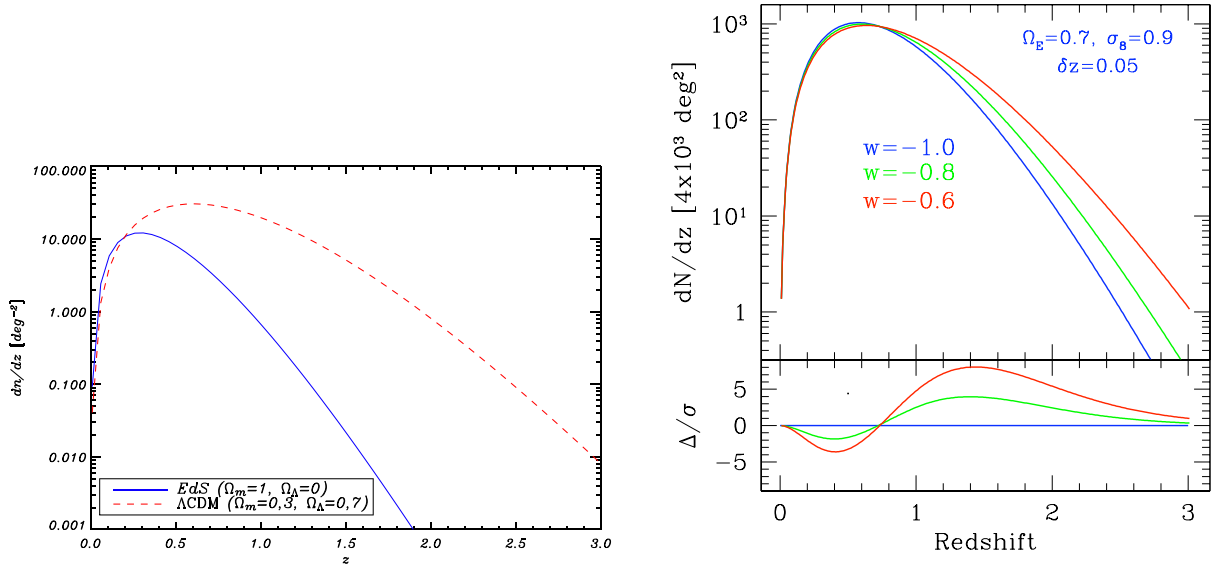 100.000
10.000
1.000
0.100
0.010
0.001
dn/dz [deg⁻²]
EdS (Ωₘ=1, Ω_Λ=0)
ΛCDM (Ωₘ=0,3, Ω_Λ=0,7)
0.0 0.5 1.0 1.5 2.0 2.5 3.0
z
10³
10²
10¹
1
dN/dz [4x10³ deg²]
Ω_E=0.7, σ₈=0.9
δz=0.05
w=−1.0
w=−0.8
w=−0.6
5
0
−5
Δ/σ
0 1 2 3
Redshift